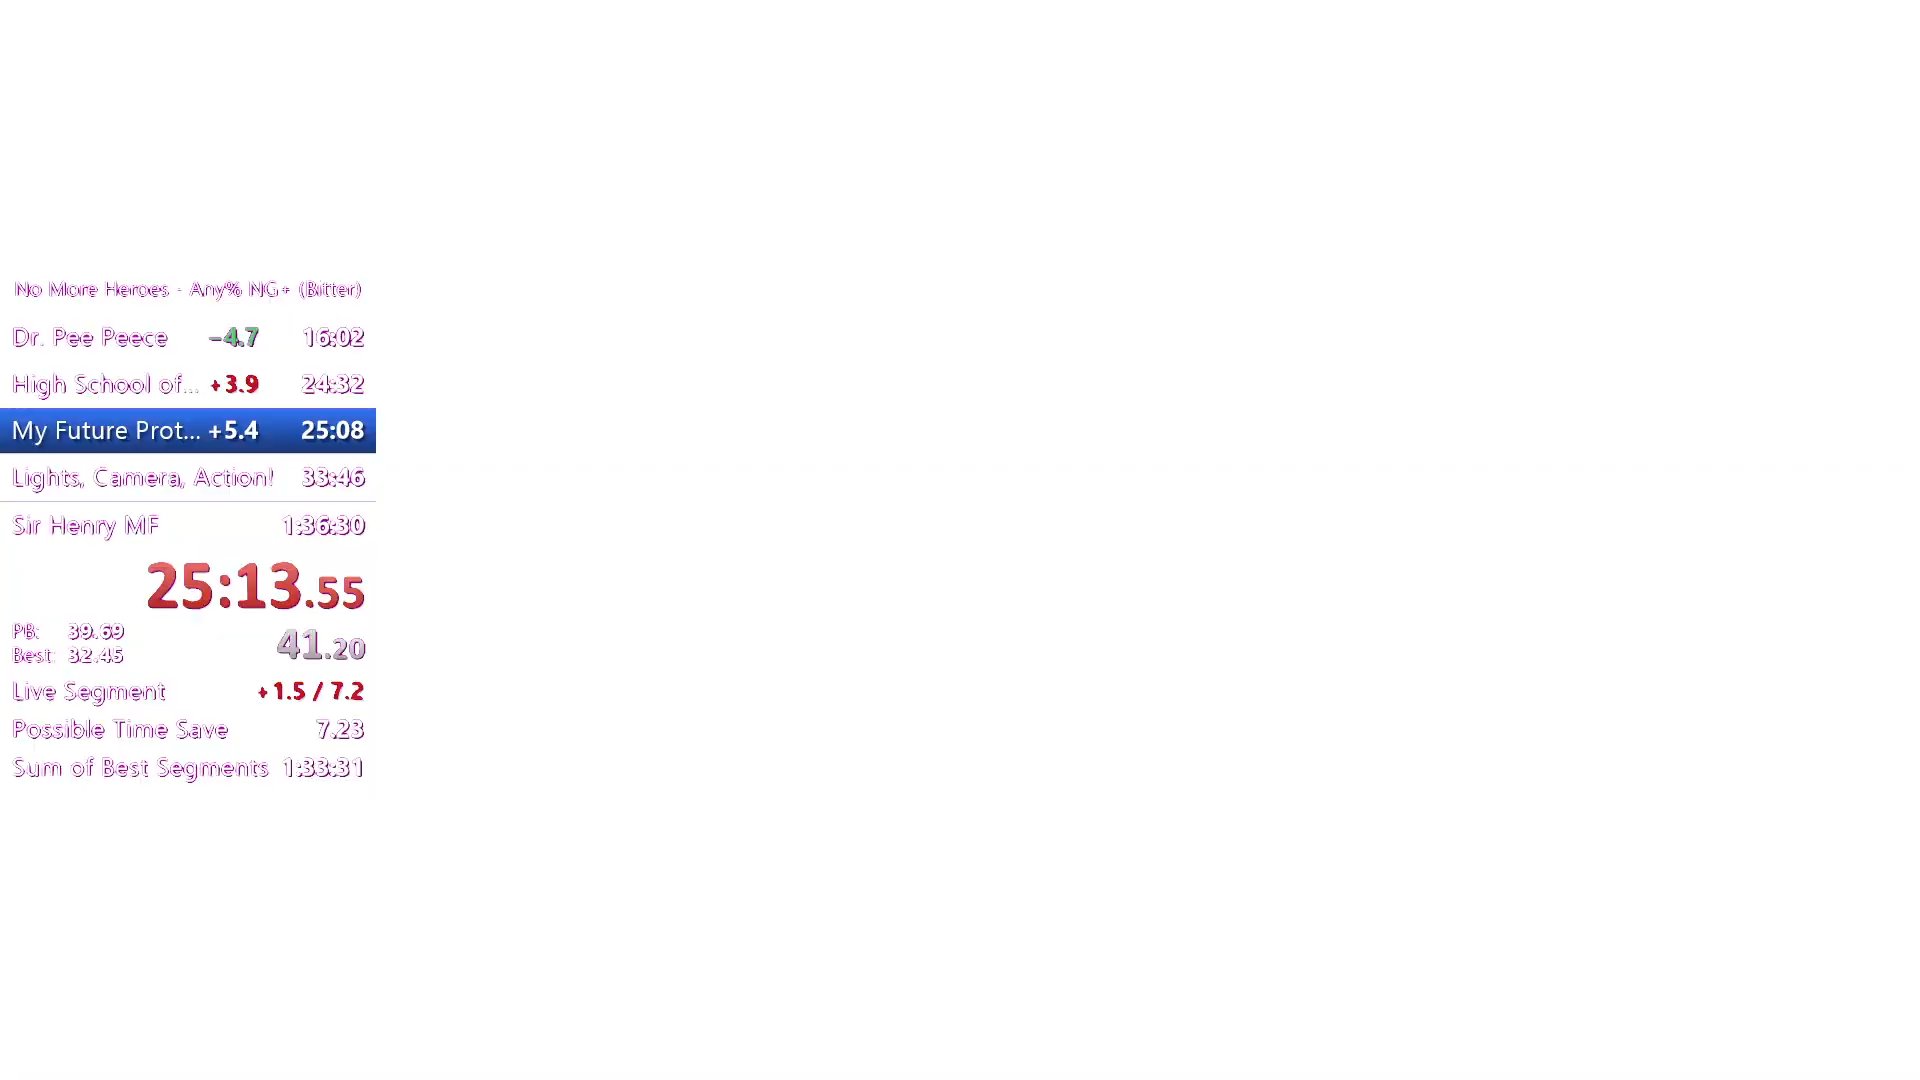 No More Heroes - Any% NG+ (Bitter)
Dr. Pee Peece −4.7 16:02
High School of... +3.9 24:32
My Future Prot... +5.4 25:08
Lights, Camera, Action! 33:46
Sir Henry MF 1:36:30
25:13.55
PB: 39.69
41.20
Best: 32.45
Live Segment +1.5 / 7.2
Possible Time Save 7.23
Sum of Best Segments 1:33:31